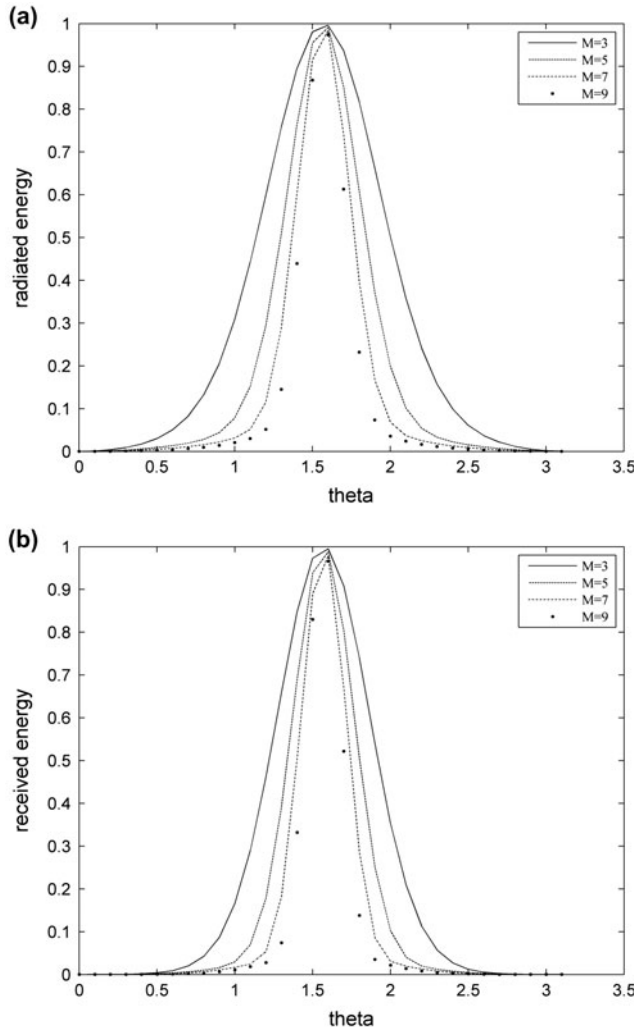 (a)
1
0.9
0.8
0.7
0.6
0.5
0.4
0.3
0.2
0.1
0
radiated energy
M=3
M=5
M=7
M=9
0 0.5 1 1.5 2 2.5 3 3.5
theta
(b)
1
0.9
0.8
0.7
0.6
0.5
0.4
0.3
0.2
0.1
0
received energy
M=3
M=5
M=7
M=9
0 0.5 1 1.5 2 2.5 3 3.5
theta